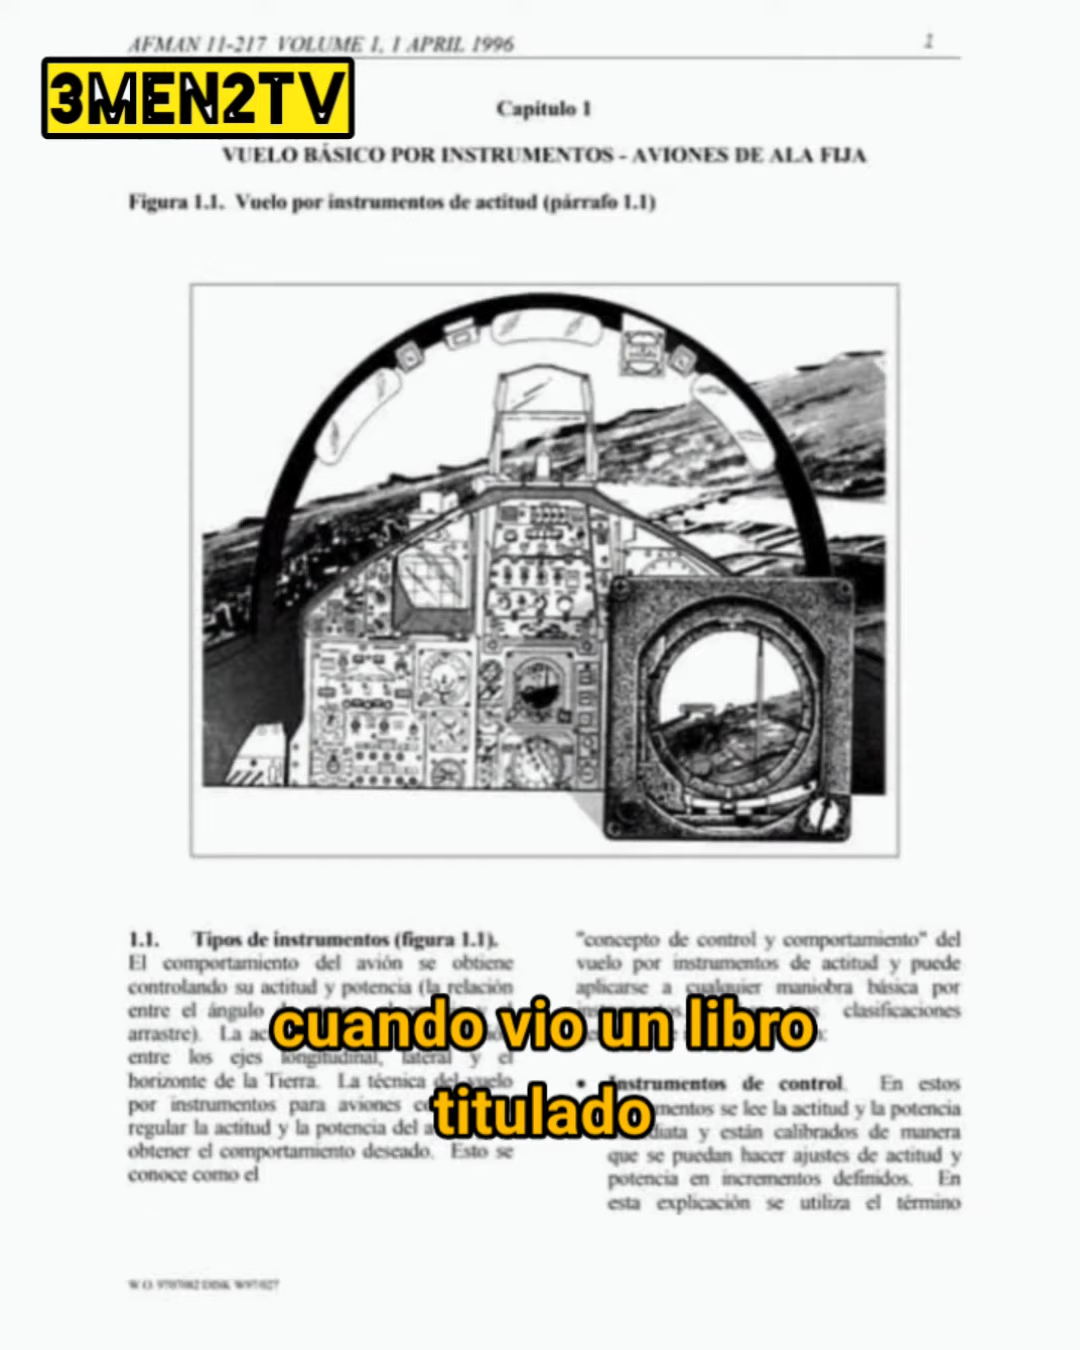 AFMAN 11-217 VOLUME 1, 1 APRIL 1996
3MEN2TV
Capítulo 1
VUELO BÁSICO POR INSTRUMENTOS - AVIONES DE ALA FIJA
Figura 1.1. Vuelo por instrumentos de actitud (párrafo 1.1)
1.1. Tipos de instrumentos (figura 1.1).
El comportamiento del avión se obtiene
controlando su actitud y potencia (la relación
entre el ángulo
arrastre). La
entre los ejes longitudinal, lateral y el
horizonte de la Tierra. La técnica del vuelo
por instrumentos para aviones
regular la actitud y la potencia del
obtener el comportamiento deseado. Esto se
conoce como el
"concepto de control y comportamiento" del
vuelo por instrumentos de actitud y puede
aplicarse a cualquier maniobra básica por
clasificaciones
• Instrumentos de control. En estos
se lee la actitud y la potencia
y están calibrados de manera
que se puedan hacer ajustes de actitud y
potencia en incrementos definidos. En
esta explicación se utiliza el término
cuando vio un libro
titulado